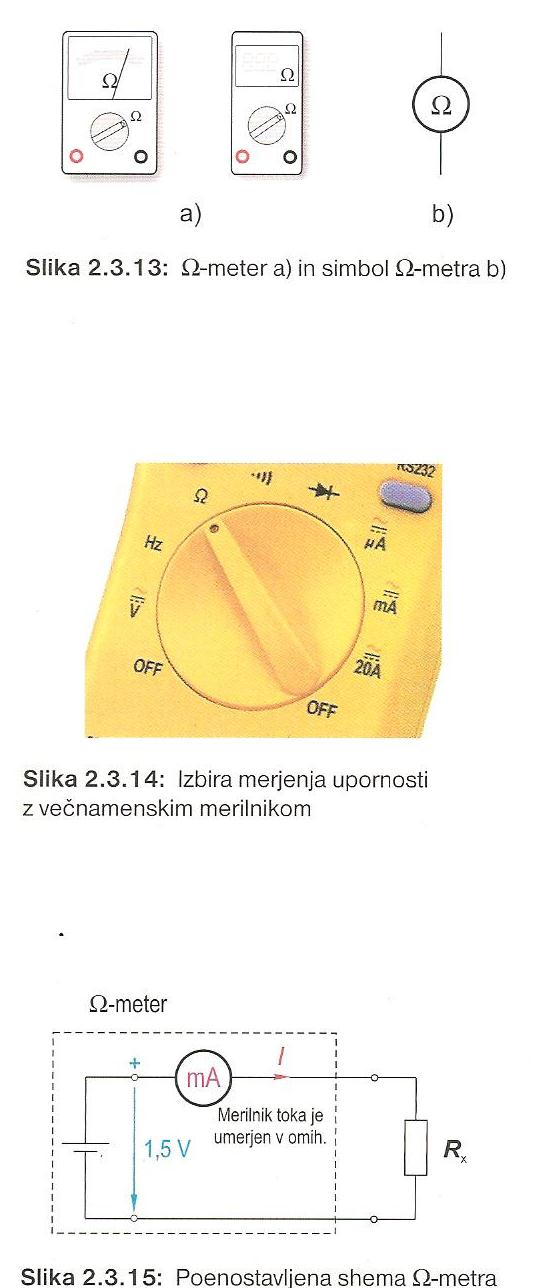 Ω Ω
Ω Ω
Ω
a) b)
Slika 2.3.13: Ω-meter a) in simbol Ω-metra b)
RS232
Ω
Hz
V
OFF
μA
mA
20A
OFF
Slika 2.3.14: Izbira merjenja upornosti
z večnamenskim merilnikom
Ω-meter
+
mA
I
Merilnik toka je
umerjen v omih.
1,5 V
Rx
Slika 2.3.15: Poenostavljena shema Ω-metra